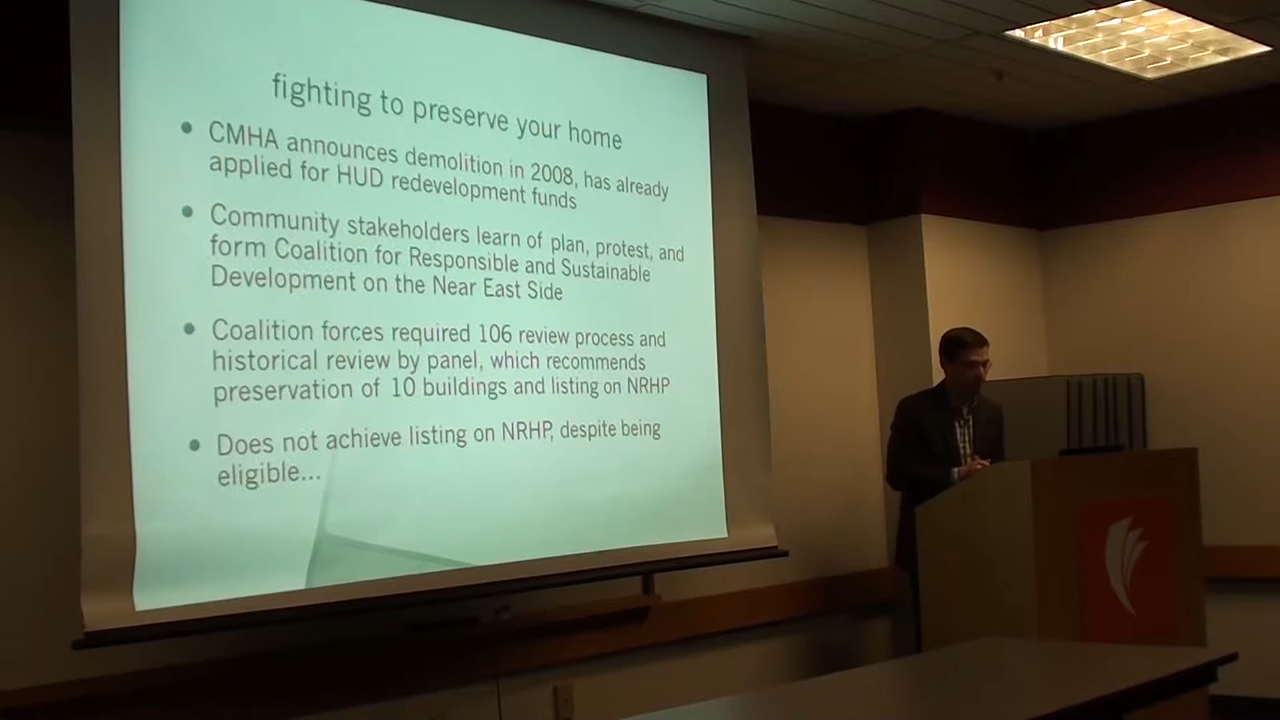 fighting to preserve your home
• CMHA announces demolition in 2008, has already
applied for HUD redevelopment funds
• Community stakeholders learn of plan, protest, and
form Coalition for Responsible and Sustainable
Development on the Near East Side
• Coalition forces required 106 review process and
historical review by panel, which recommends
preservation of 10 buildings and listing on NRHP
• Does not achieve listing on NRHP, despite being
eligible...